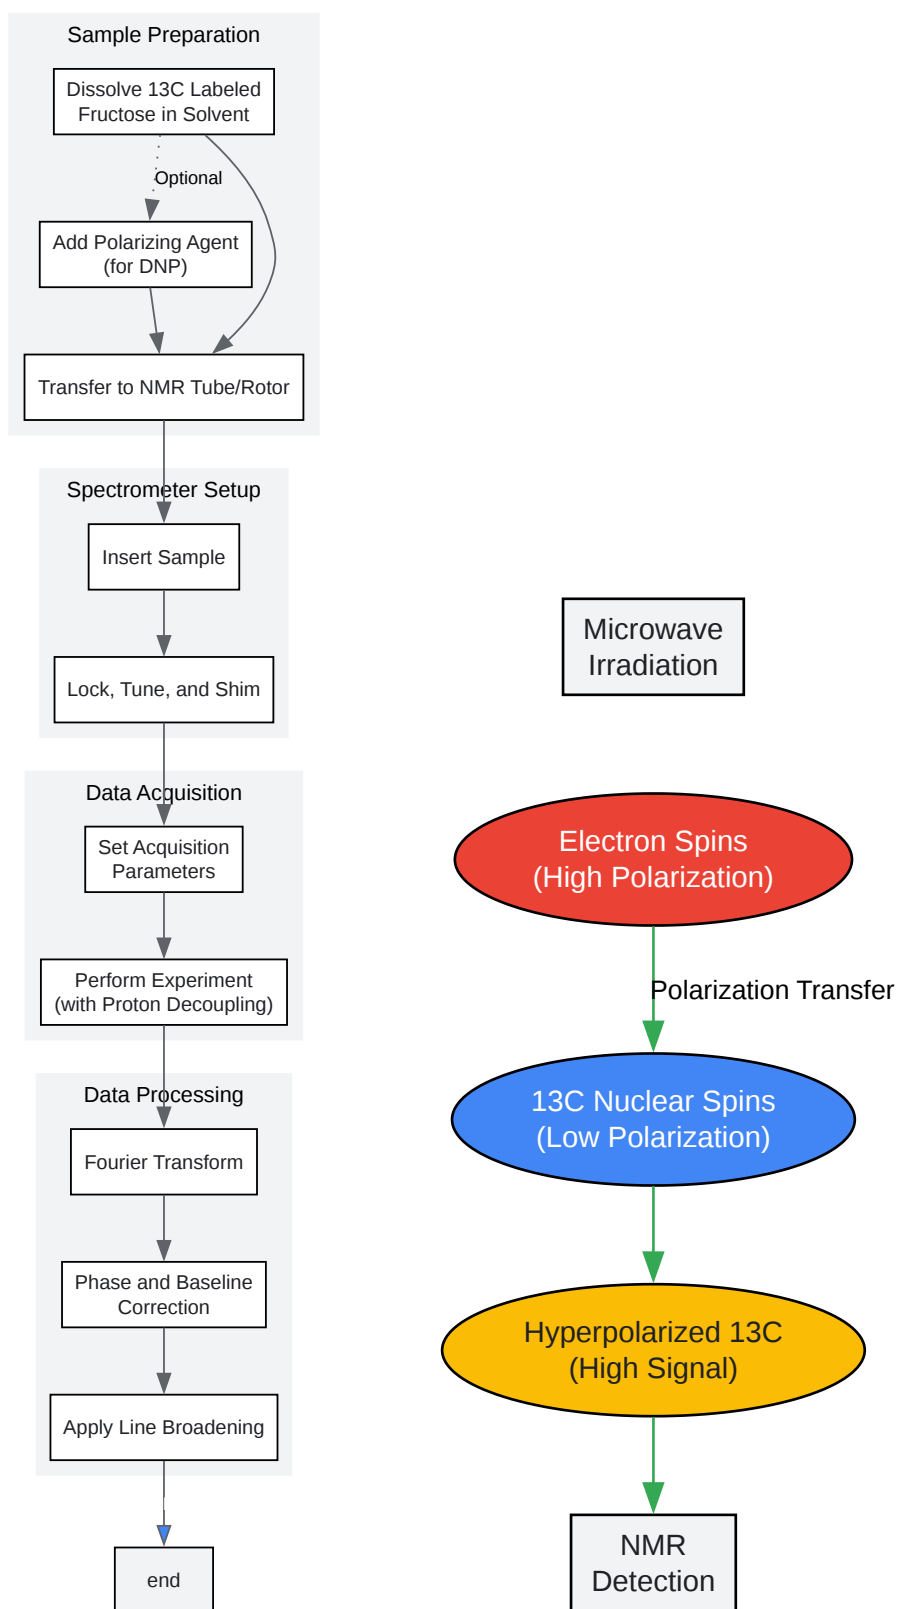 Sample Preparation
Dissolve 13C Labeled
Fructose in Solvent
Optional
Add Polarizing Agent
(for DNP)
Transfer to NMR Tube/Rotor
Spectrometer Setup
Insert Sample
Lock, Tune, and Shim
Data Acquisition
Set Acquisition
Parameters
Perform Experiment
(with Proton Decoupling)
Data Processing
Fourier Transform
Phase and Baseline
Correction
Apply Line Broadening
end
Microwave
Irradiation
Electron Spins
(High Polarization)
Polarization Transfer
13C Nuclear Spins
(Low Polarization)
Hyperpolarized 13C
(High Signal)
NMR
Detection